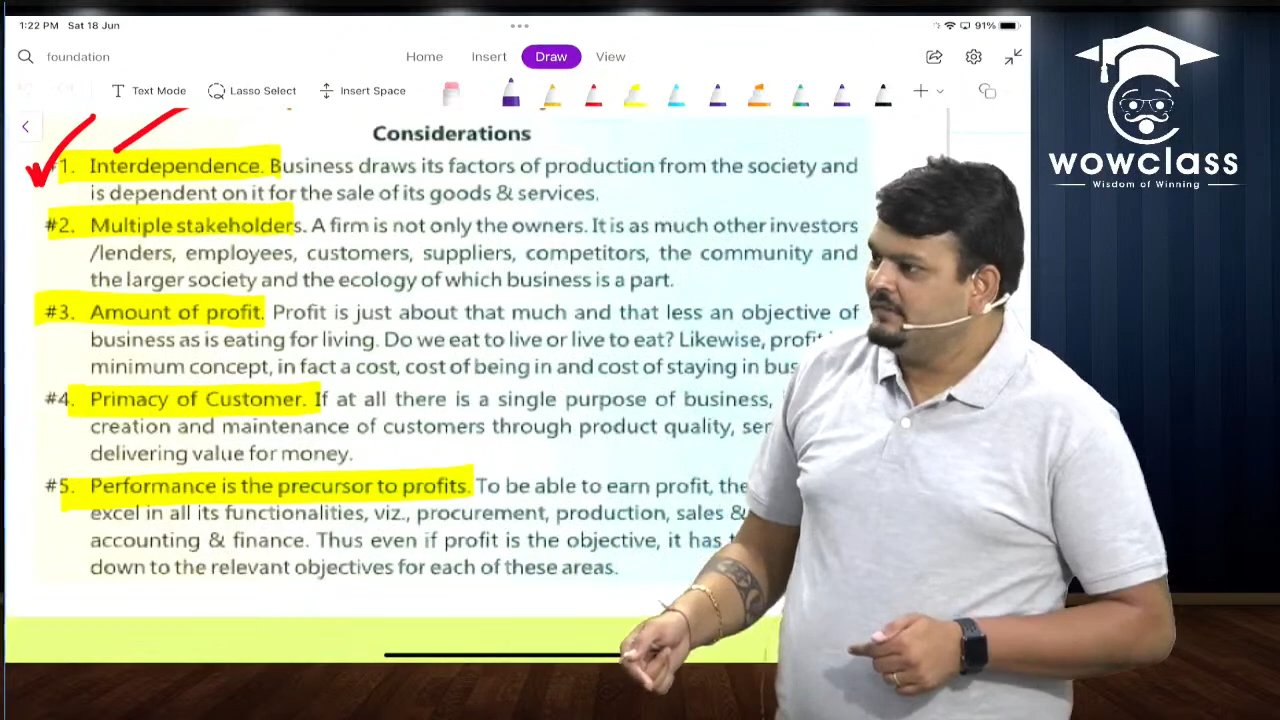 1:22 PM Sat 18 Jun
91%
foundation
Home Insert Draw View
Text Mode Lasso Select Insert Space
Considerations
#1. Interdependence. Business draws its factors of production from the society and
is dependent on it for the sale of its goods & services.
#2. Multiple stakeholders. A firm is not only the owners. It is as much other investors
/lenders, employees, customers, suppliers, competitors, the community and
the larger society and the ecology of which business is a part.
#3. Amount of profit. Profit is just about that much and that less an objective of
business as is eating for living. Do we eat to live or live to eat? Likewise, profit
minimum concept, in fact a cost, cost of being in and cost of staying in
#4. Primacy of Customer. If at all there is a single purpose of business,
creation and maintenance of customers through product quality,
delivering value for money.
#5. Performance is the precursor to profits. To be able to earn profit,
excel in all its functionalities, viz., procurement, production, sales &
accounting & finance. Thus even if profit is the objective, it has
down to the relevant objectives for each of these areas.
wowclass
Wisdom of Winning